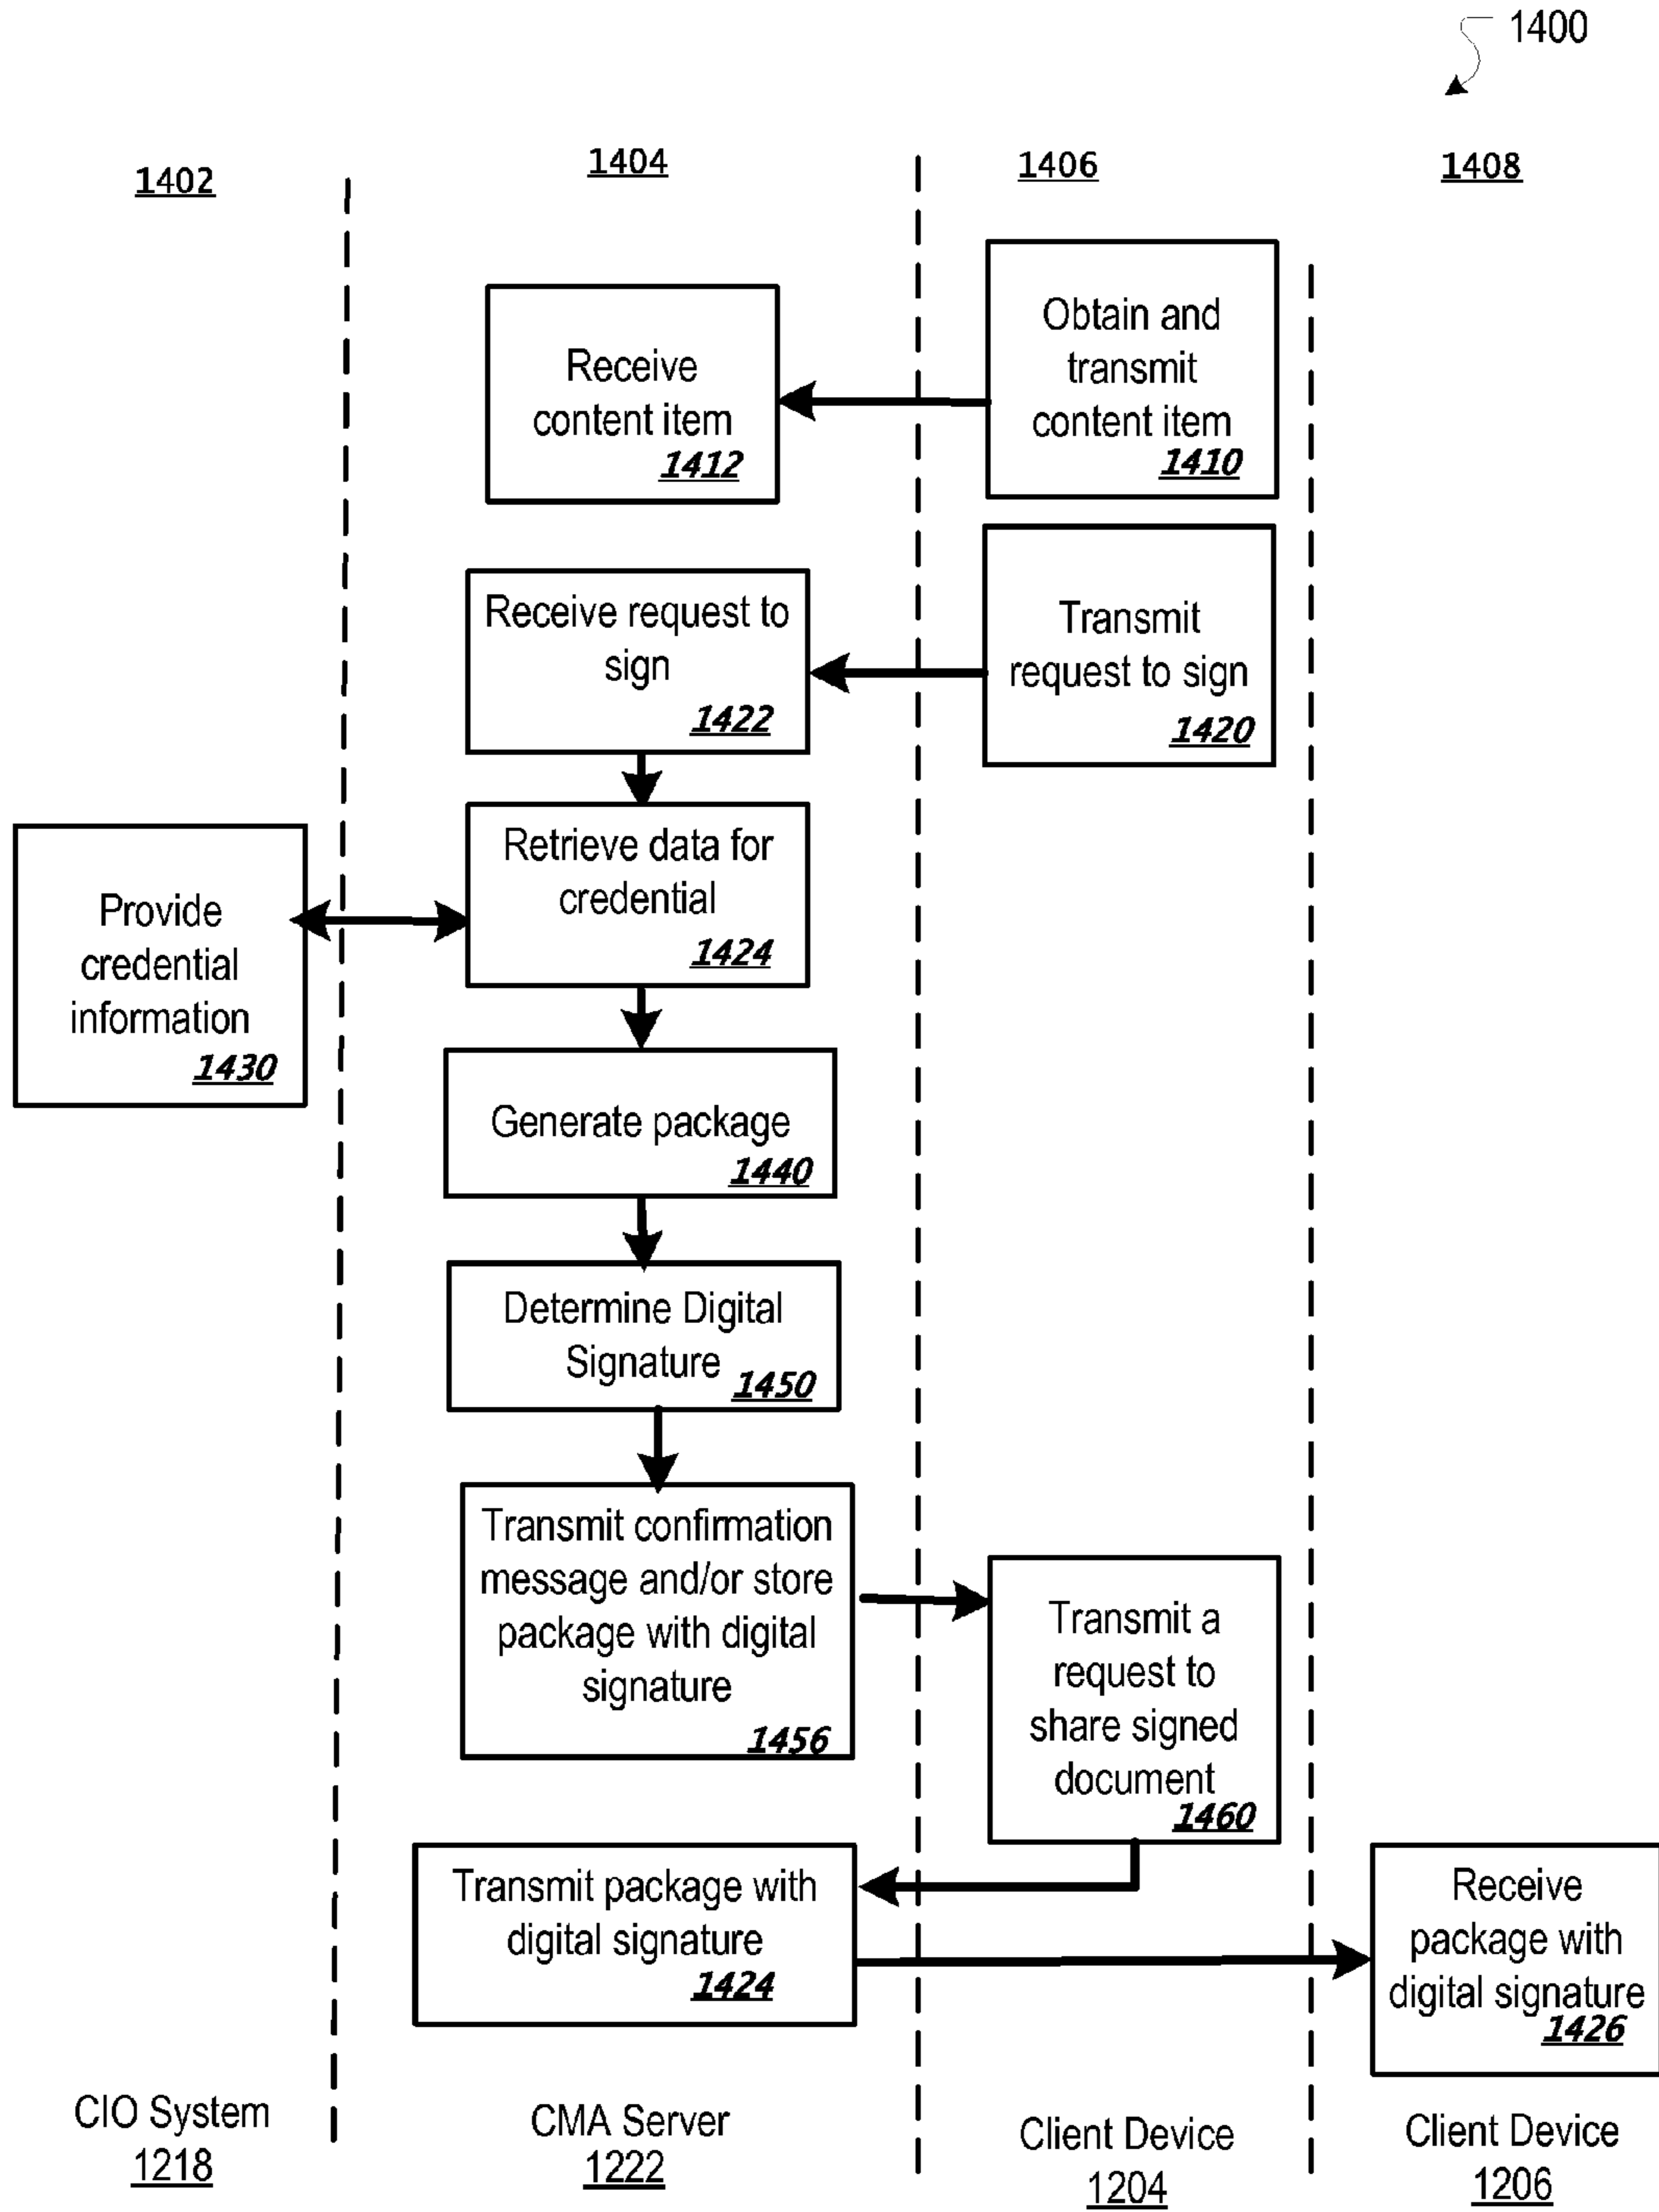 1400
1402
1404
1406
1408
Obtain and
transmit
content item
1410
Receive
content item
1412
Transmit
request to sign
1420
Receive request to
sign
1422
Retrieve data for
credential
1424
Provide
credential
information
1430
Generate package
1440
Determine Digital
Signature
1450
Transmit confirmation
message and/or store
package with digital
signature
1456
Transmit a
request to
share signed
document
1460
Transmit package with
digital signature
1424
Receive
package with
digital signature
1426
CIO System
1218
CMA Server
1222
Client Device
1204
Client Device
1206